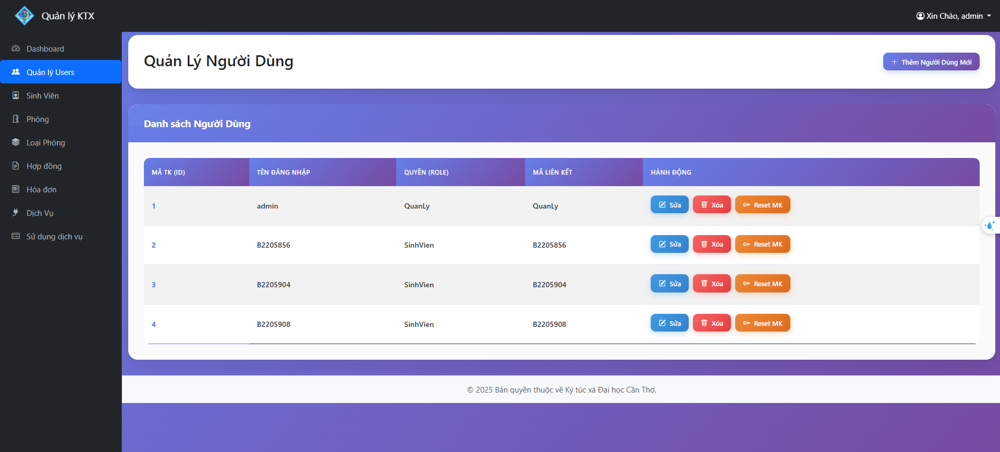 Quản lý KTX
Xin Chào, admin
Dashboard
Quản lý Users
Sinh Viên
Phòng
Loại Phòng
Hợp đồng
Hóa đơn
Dịch Vụ
Sử dụng dịch vụ
Quản Lý Người Dùng
Thêm Người Dùng Mới
Danh sách Người Dùng
MÃ TK (ID) TÊN ĐĂNG NHẬP QUYỀN (ROLE) MÃ LIÊN KẾT HÀNH ĐỘNG
1 admin QuanLy QuanLy Sửa Xóa Reset MK
2 B2205856 SinhVien B2205856 Sửa Xóa Reset MK
3 B2205904 SinhVien B2205904 Sửa Xóa Reset MK
4 B2205908 SinhVien B2205908 Sửa Xóa Reset MK
© 2025 Bản quyền thuộc về Ký túc xá Đại học Cần Thơ.